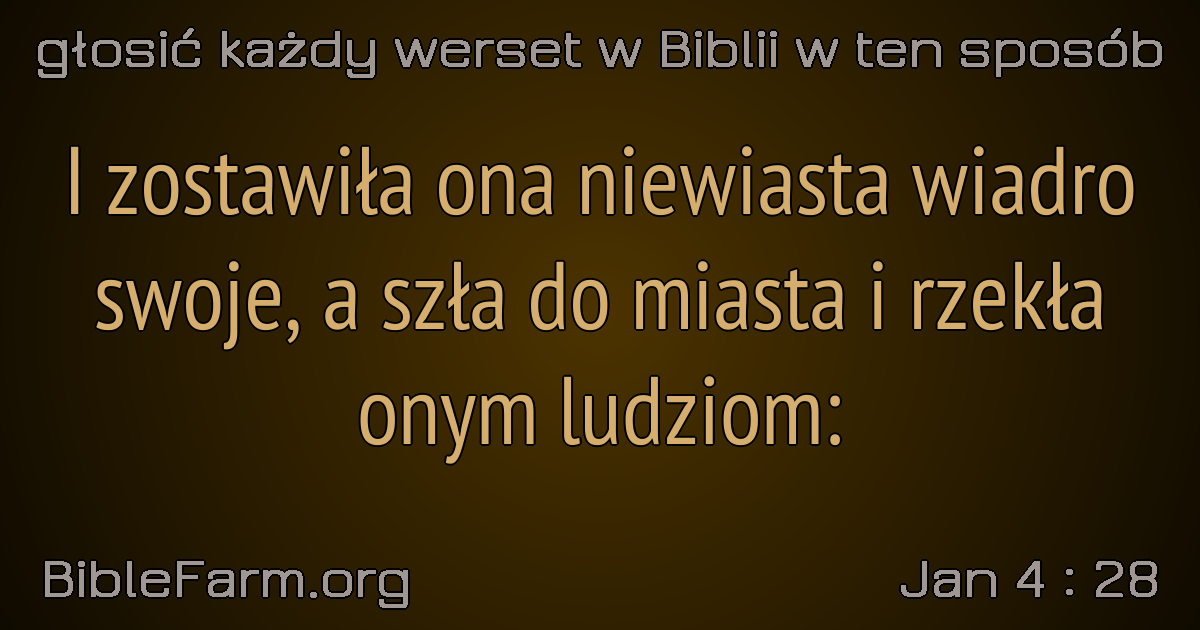 głosić każdy werset w Biblii w ten sposób
I zostawiła ona niewiasta wiadro
swoje, a szła do miasta i rzekła
onym ludziom:
BibleFarm.org
Jan 4 : 28